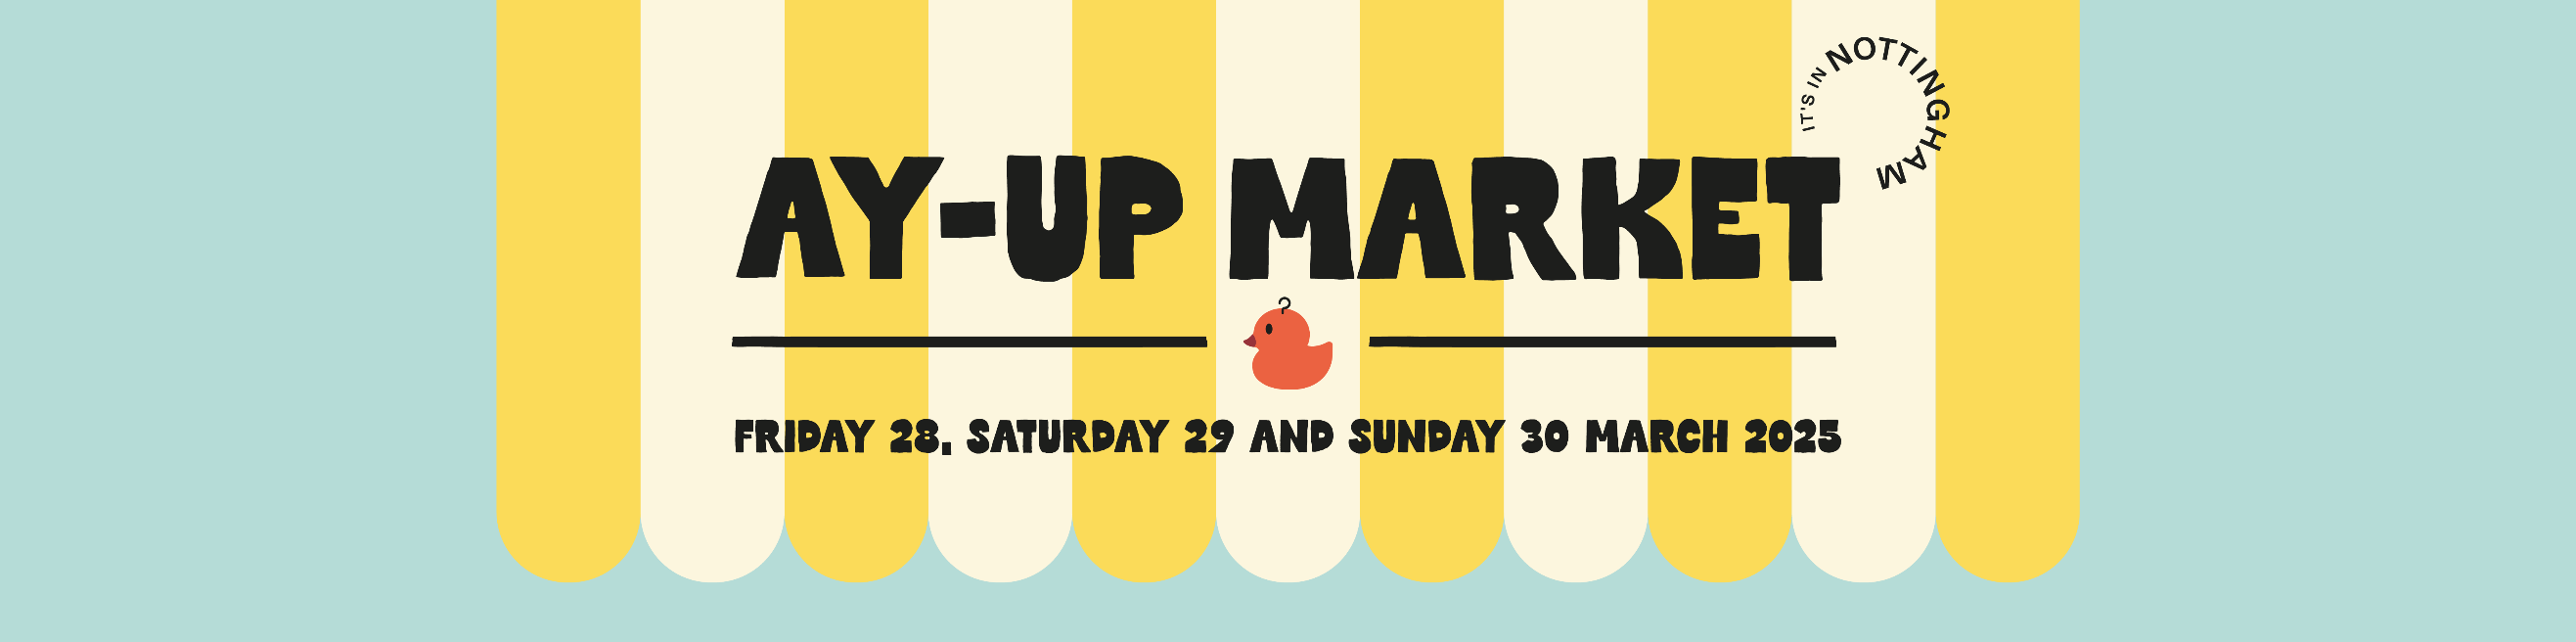 IT'S IN NOTTINGHAM
AY-UP MARKET
FRIDAY 28, SATURDAY 29 AND SUNDAY 30 MARCH 2025